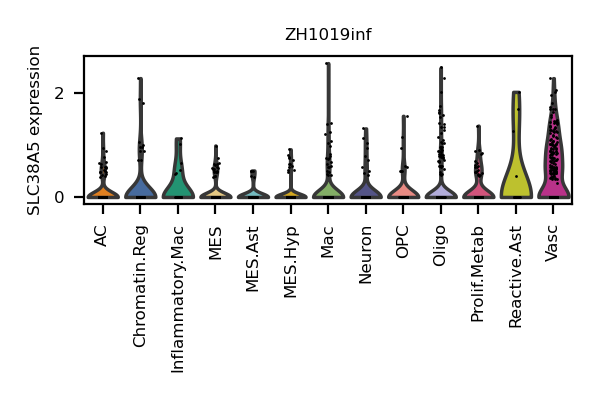 ZH1019inf
SLC38A5 expression
2
0
AC
Chromatin.Reg
Inflammatory.Mac
MES
MES.Ast
MES.Hyp
Mac
Neuron
OPC
Oligo
Prolif.Metab
Reactive.Ast
Vasc